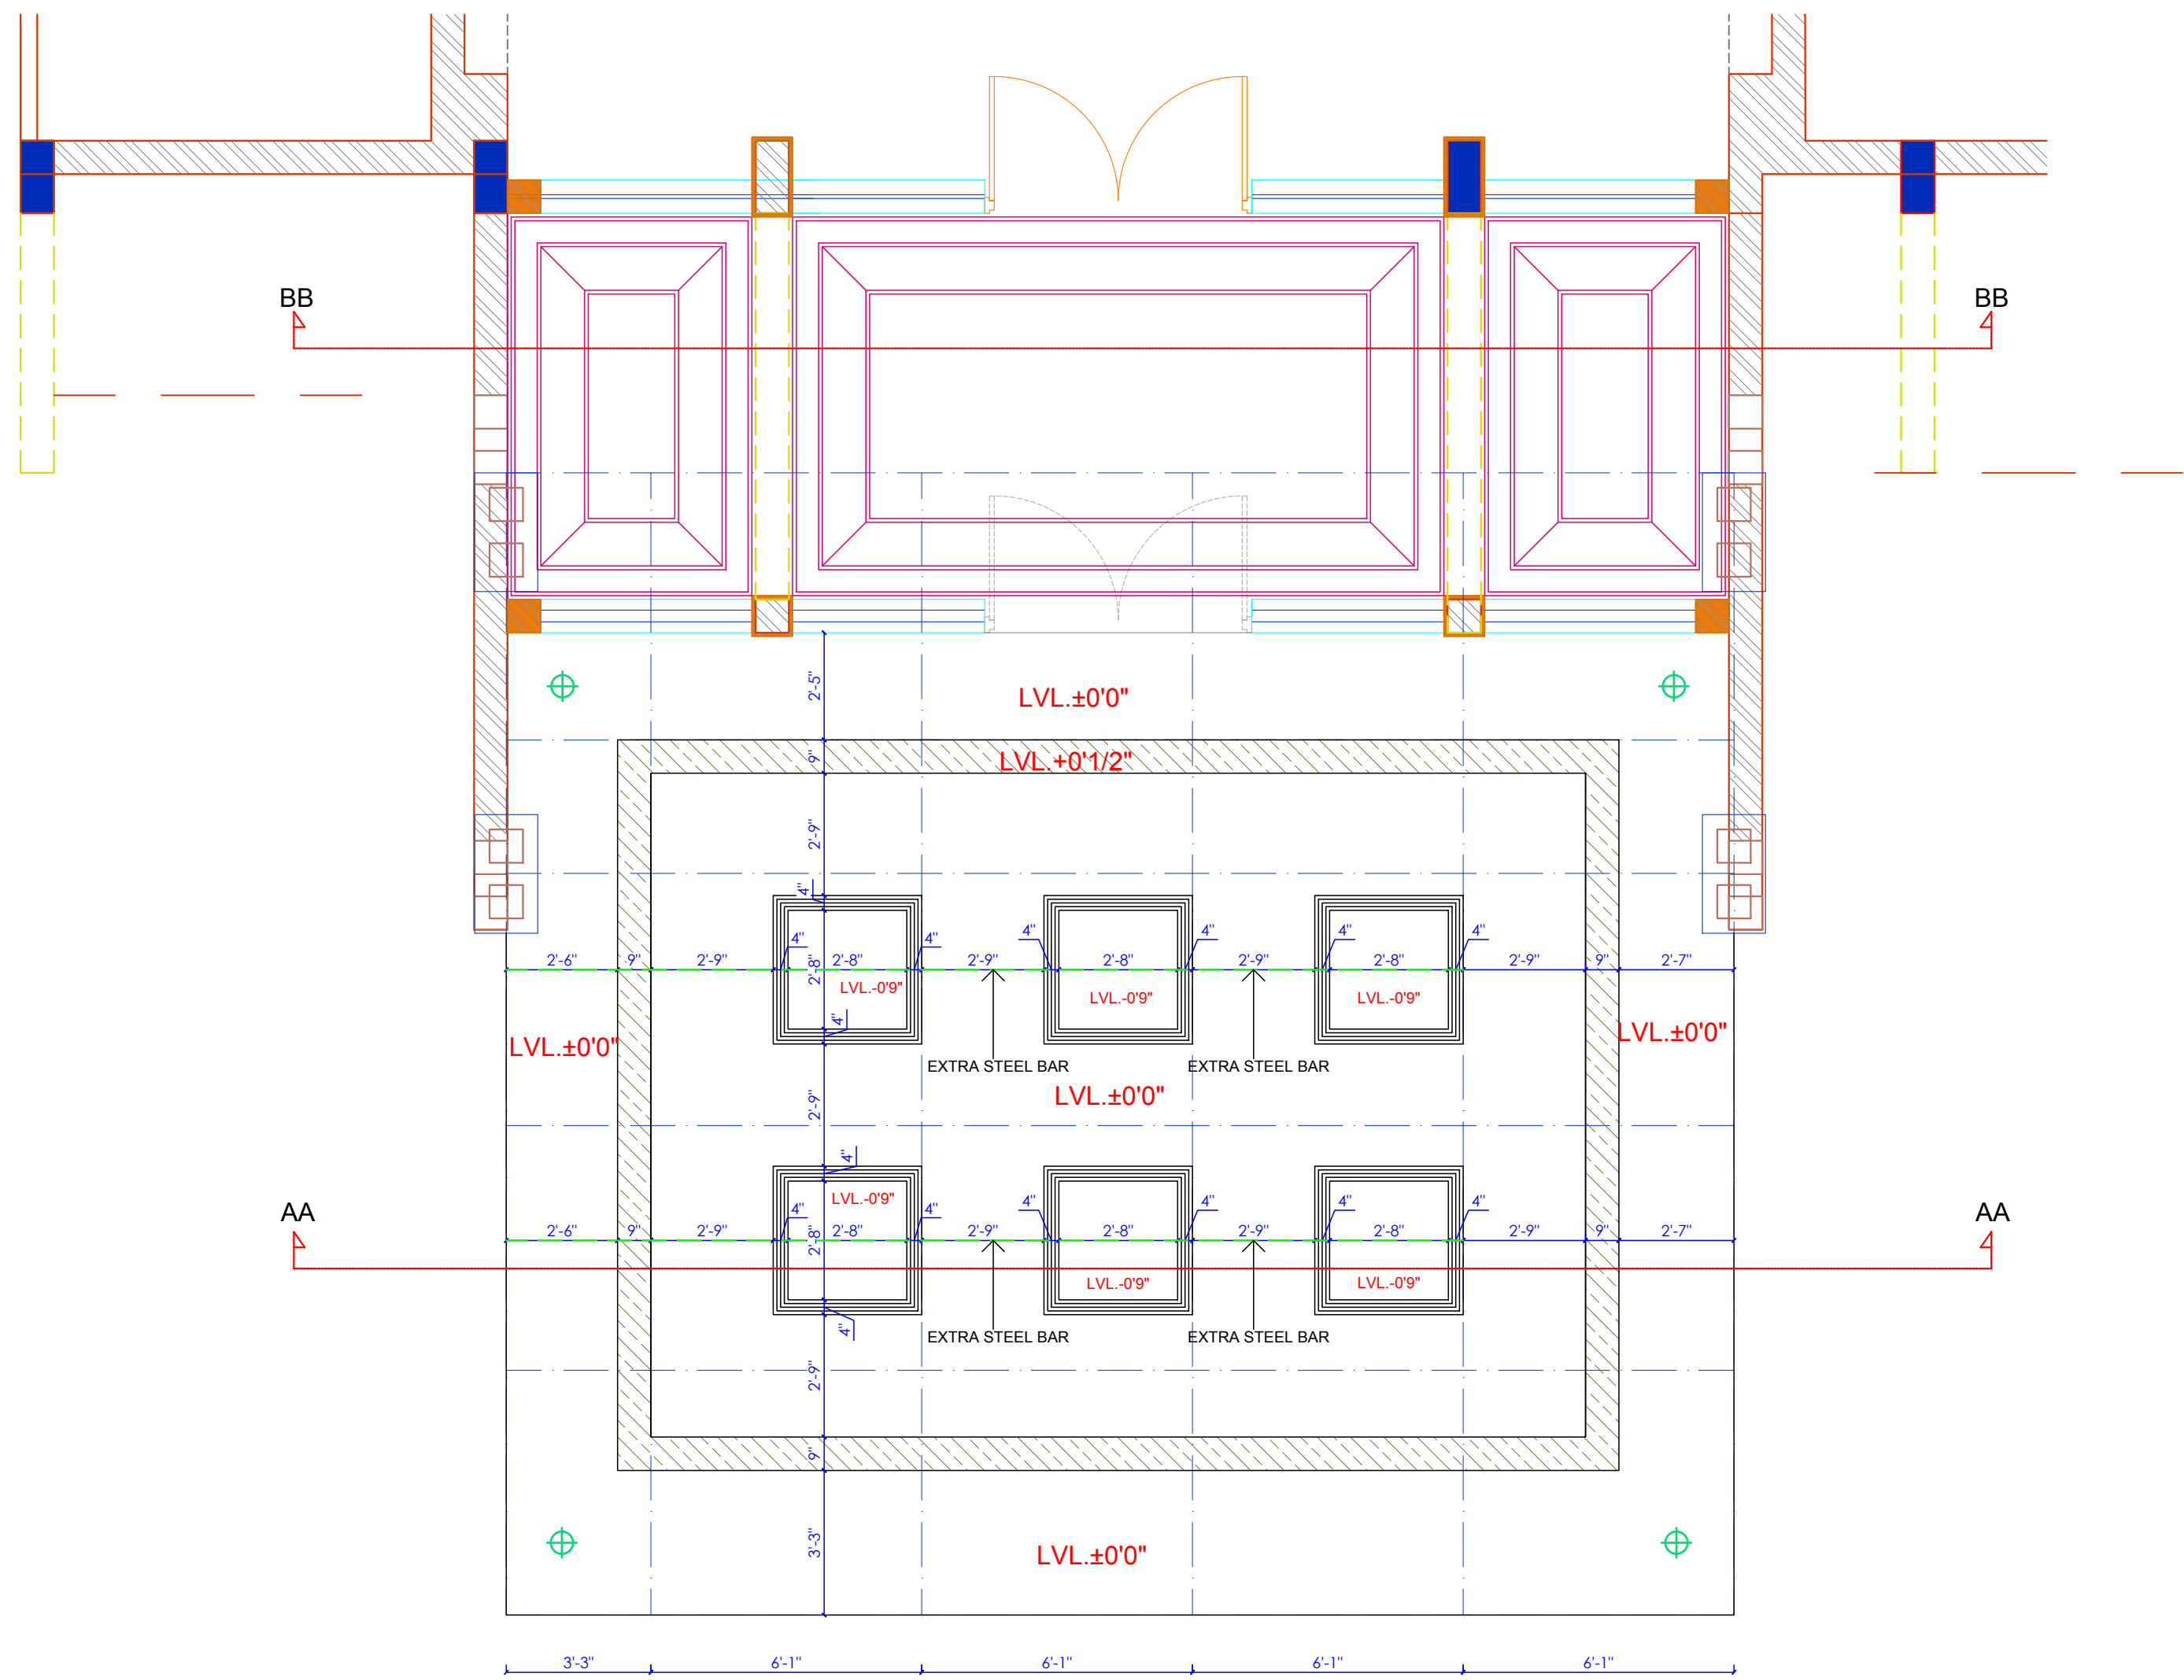 BB BB
2'-5"
LVL.±0'0"
9"
LVL.+0'1/2"
2'-9"
4"
4" 4" 4" 4" 4" 4"
2'-6" 9" 2'-9" 2'-8" 2'-9" 2'-8" 2'-9" 2'-8" 2'-9" 9" 2'-7"
2'-8"
LVL.-0'9" LVL.-0'9" LVL.-0'9"
4"
LVL.±0'0" LVL.±0'0"
EXTRA STEEL BAR EXTRA STEEL BAR
2'-9"
LVL.±0'0"
4"
LVL.-0'9"
4" 4" 4" 4" 4" 4"
AA AA
2'-6" 9" 2'-9" 2'-8" 2'-9" 2'-8" 2'-9" 2'-8" 2'-9" 9" 2'-7"
2'-8"
LVL.-0'9" LVL.-0'9"
4"
EXTRA STEEL BAR EXTRA STEEL BAR
2'-9"
9"
3'-3"
LVL.±0'0"
3'-3" 6'-1" 6'-1" 6'-1" 6'-1"